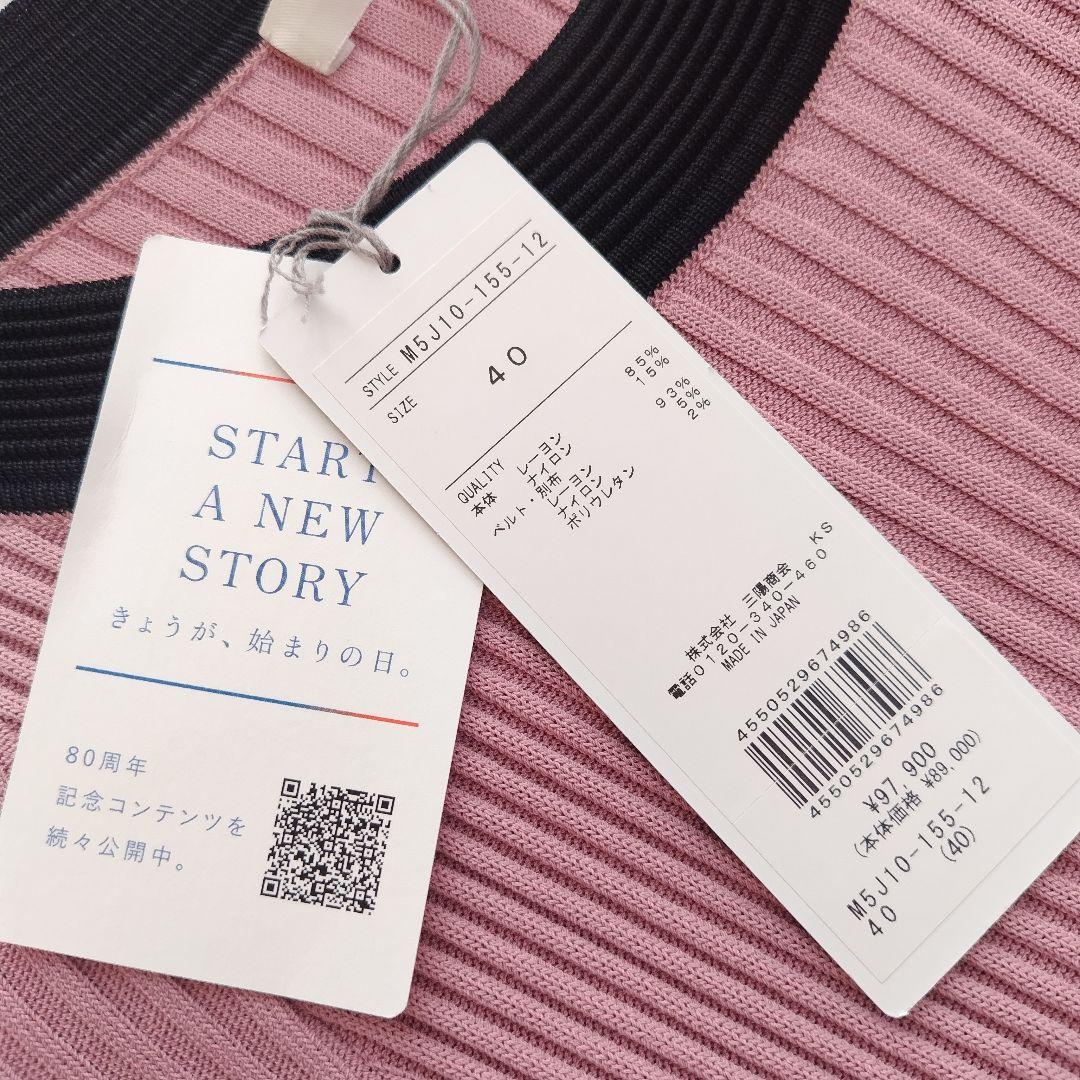 START
A NEW
STORY
きょうが、始まりの日。
80周年
記念コンテンツを
続々公開中。
STYLE M5J10-155-12
SIZE 40
QUALITY
本体 レーヨン 85%
ナイロン 15%
ベルト・別布
レーヨン 93%
ナイロン 5%
ポリウレタン 2%
株式会社 三陽商会
電話0120-340-460 KS
MADE IN JAPAN
4550529674986
4550529674986
¥97,900
(本体価格 ¥89,000)
M5J10-155-12
40 (40)